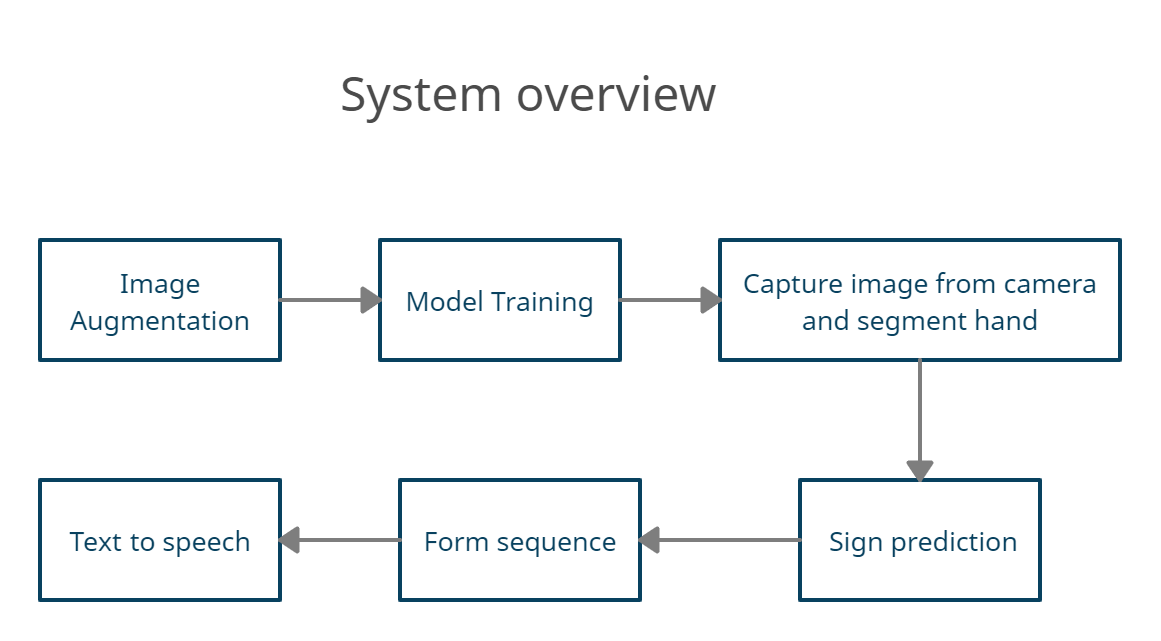 System overview
Image
Augmentation
Model Training
Capture image from camera
and segment hand
Sign prediction
Form sequence
Text to speech